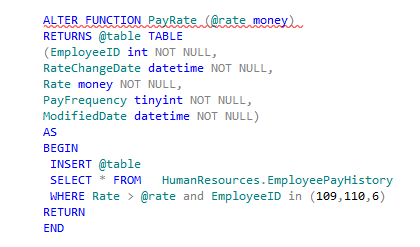 ALTER FUNCTION PayRate (@rate money)
RETURNS @table TABLE
(EmployeeID int NOT NULL,
RateChangeDate datetime NOT NULL,
Rate money NOT NULL,
PayFrequency tinyint NOT NULL,
ModifiedDate datetime NOT NULL)
AS
BEGIN
INSERT @table
SELECT * FROM HumanResources.EmployeePayHistory
WHERE Rate > @rate and EmployeeID in (109,110,6)
RETURN
END